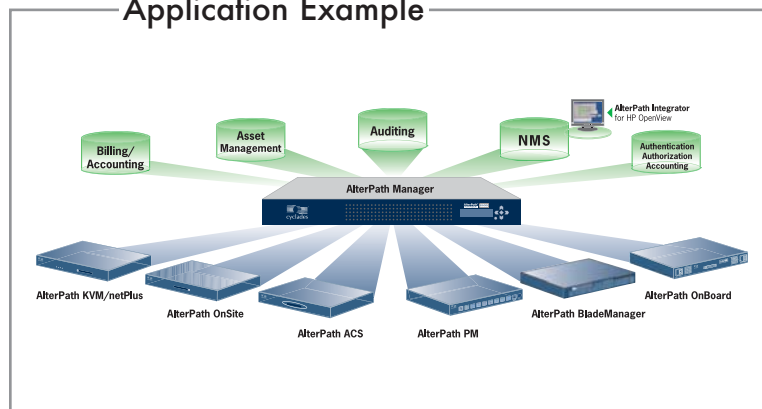 Application Example
AlterPath Integrator
for HP OpenView
Auditing
Asset
Management
NMS
Billing/
Accounting
Authentication
Authorization
Accounting
AlterPath Manager
cyclades
AlterPath KVM/netPlus
AlterPath OnSite
AlterPath ACS
AlterPath PM
AlterPath BladeManager
AlterPath OnBoard